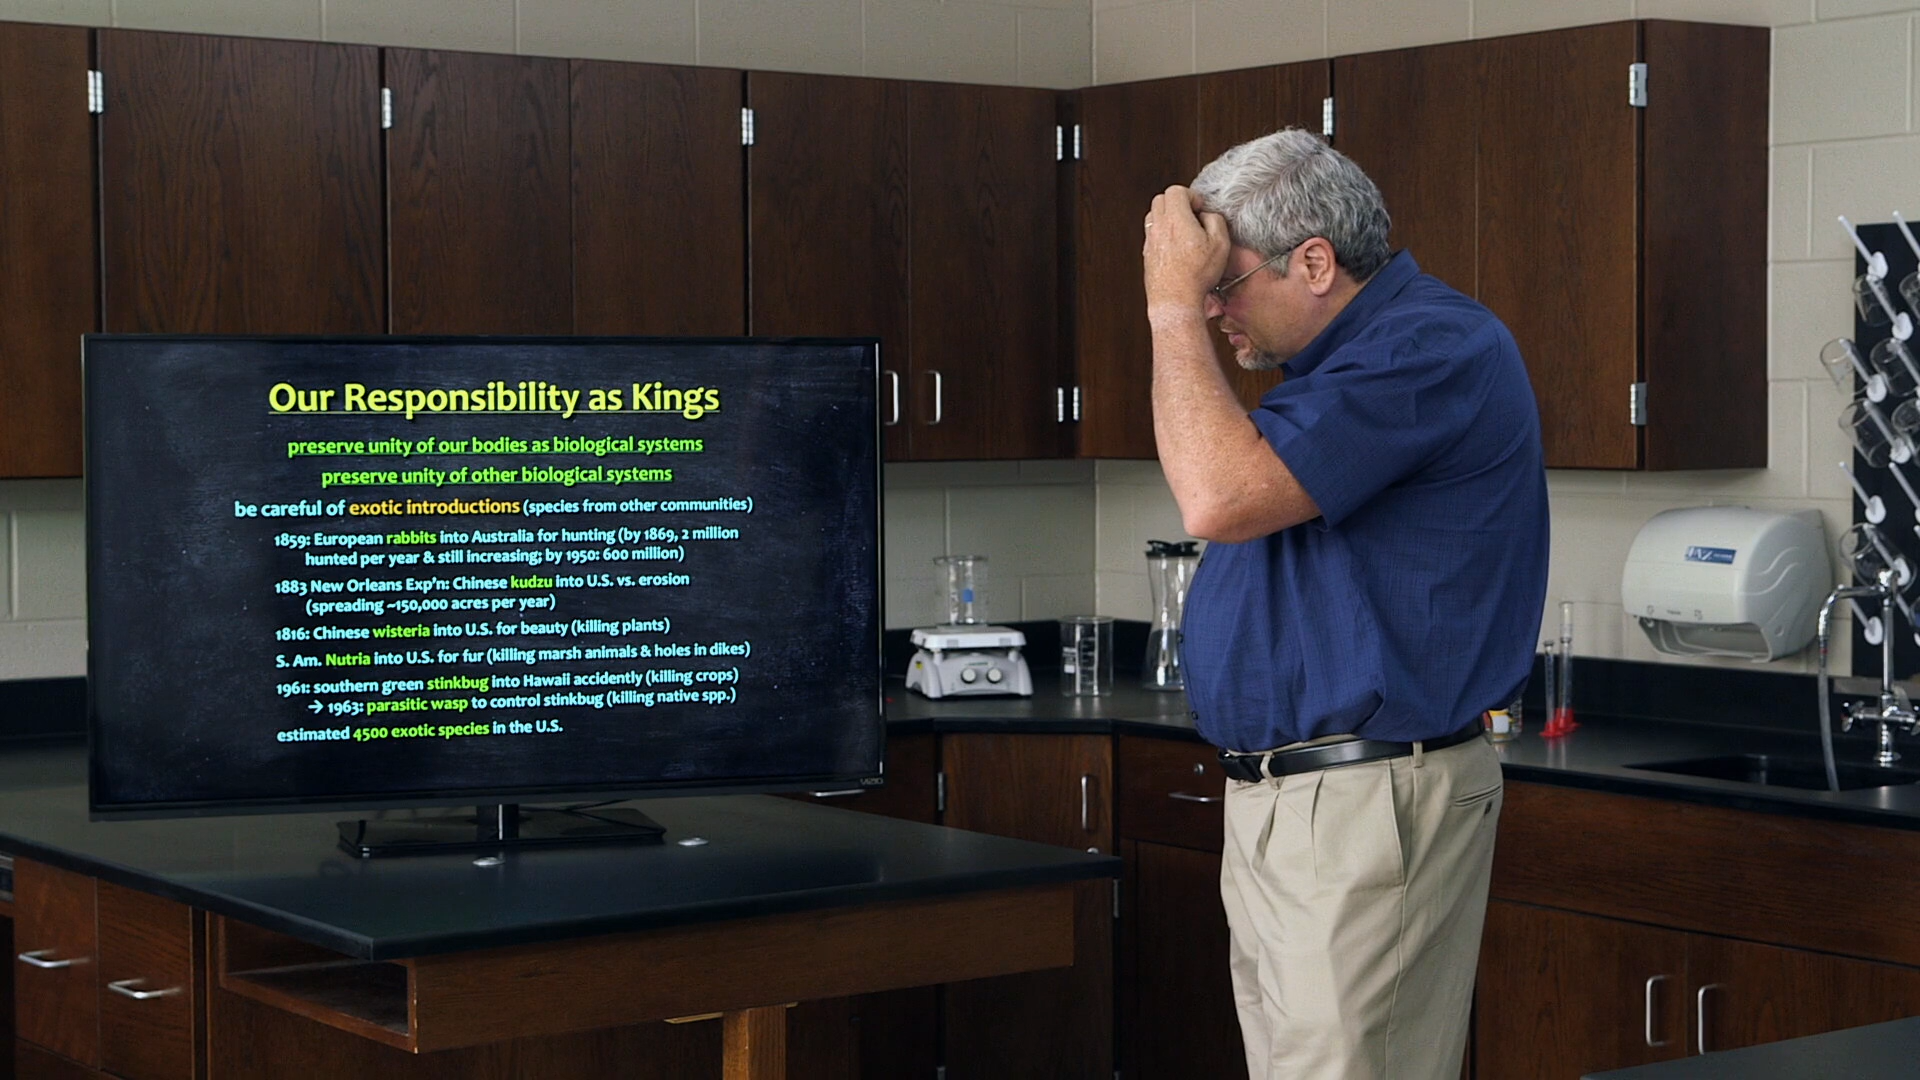 Our Responsibility as Kings
preserve unity of our bodies as biological systems
preserve unity of other biological systems
be careful of exotic introductions (species from other communities)
1859: European rabbits into Australia for hunting (by 1869, 2 million
hunted per year & still increasing; by 1950: 600 million)
1883 New Orleans Exp'n: Chinese kudzu into U.S. vs. erosion
(spreading ~150,000 acres per year)
1816: Chinese wisteria into U.S. for beauty (killing plants)
S. Am. Nutria into U.S. for fur (killing marsh animals & holes in dikes)
1961: southern green stinkbug into Hawaii accidently (killing crops)
→ 1963: parasitic wasp to control stinkbug (killing native spp.)
estimated 4500 exotic species in the U.S.
VIZIO